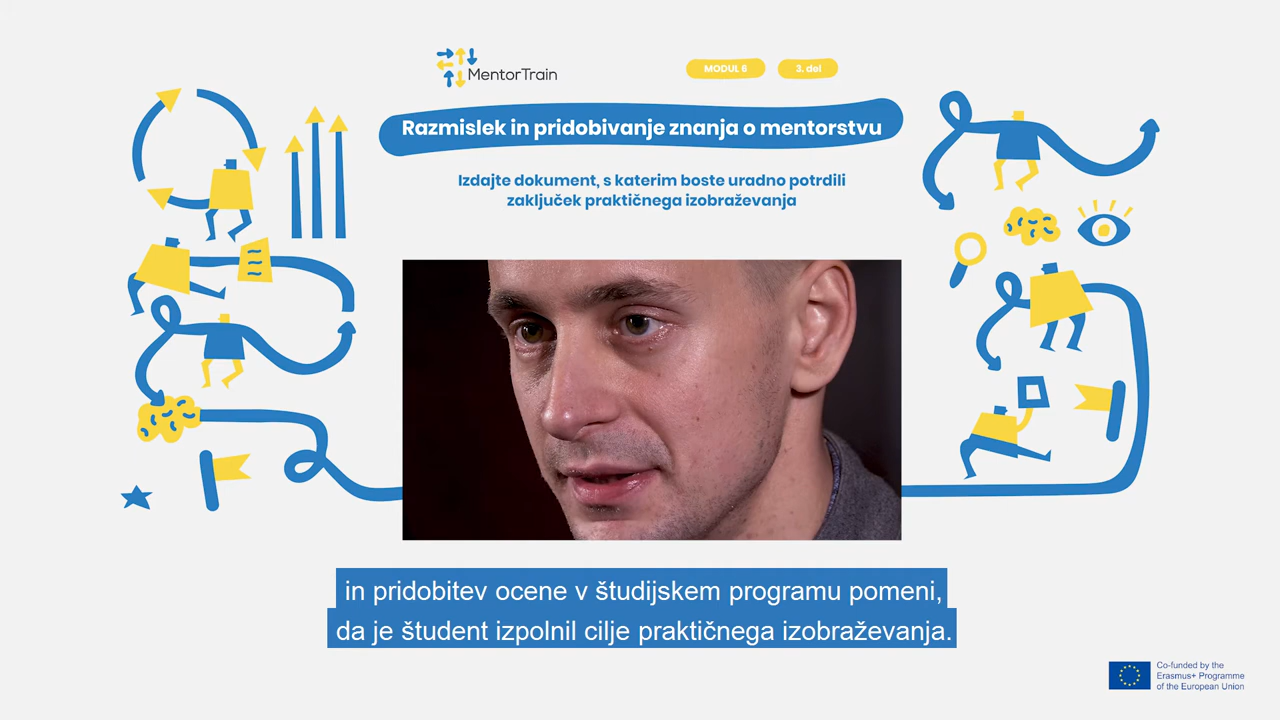 MentorTrain
MODUL 6
3. del
Razmislek in pridobivanje znanja o mentorstvu
Izdajte dokument, s katerim boste uradno potrdili
zaključek praktičnega izobraževanja
in pridobitev ocene v študijskem programu pomeni,
da je študent izpolnil cilje praktičnega izobraževanja.
Co-funded by the
Erasmus+ Programme
of the European Union